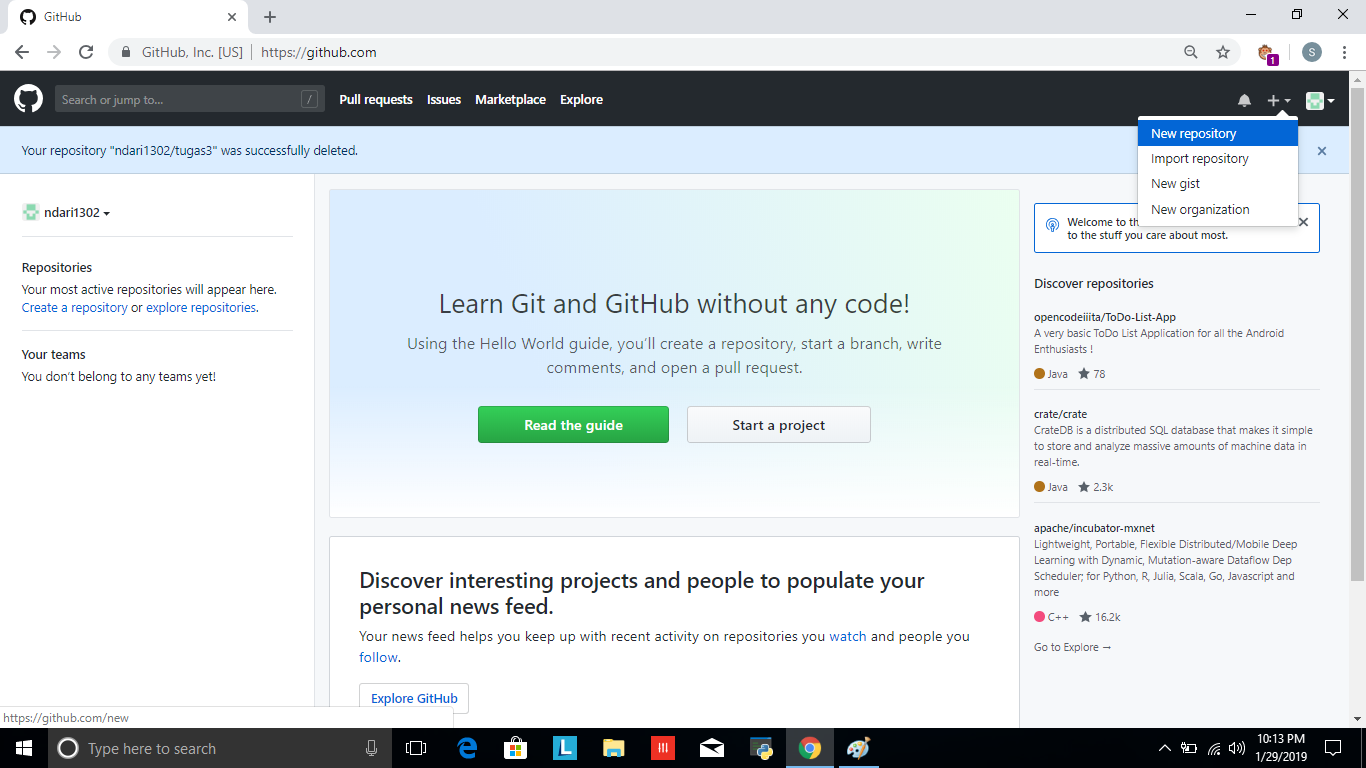 GitHub
GitHub, Inc. [US]
https://github.com
1
S
Search or jump to...
/
Pull requests
Issues
Marketplace
Explore
New repository
Import repository
New gist
New organization
Your repository "ndari1302/tugas3" was successfully deleted.
ndari1302
Repositories
Your most active repositories will appear here.
Create a repository or explore repositories.
Your teams
You don't belong to any teams yet!
Learn Git and GitHub without any code!
Using the Hello World guide, you'll create a repository, start a branch, write
comments, and open a pull request.
Read the guide
Start a project
Discover interesting projects and people to populate your
personal news feed.
Your news feed helps you keep up with recent activity on repositories you watch and people you
follow.
Explore GitHub
Welcome to th
to the stuff you care about most.
Discover repositories
opencodeiiita/ToDo-List-App
A very basic ToDo List Application for all the Android
Enthusiasts !
Java 78
crate/crate
CrateDB is a distributed SQL database that makes it simple
to store and analyze massive amounts of machine data in
real-time.
Java 2.3k
apache/incubator-mxnet
Lightweight, Portable, Flexible Distributed/Mobile Deep
Learning with Dynamic, Mutation-aware Dataflow Dep
Scheduler; for Python, R, Julia, Scala, Go, Javascript and
more
C++ 16.2k
Go to Explore →
https://github.com/new
Type here to search
L
10:13 PM
1/29/2019